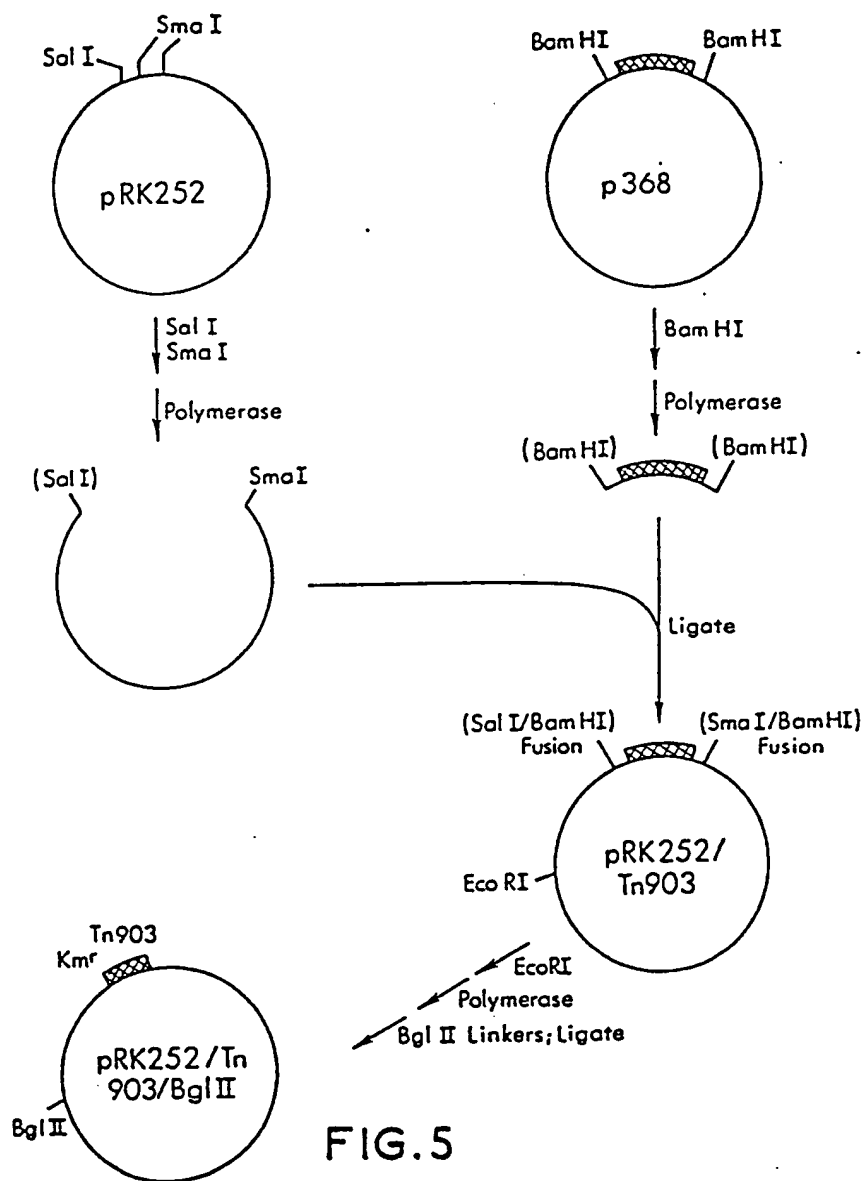 Sal I
Sma I
pRK252
Sal I
Sma I
Polymerase
(Sal I)
SmaI
Bam HI
Bam HI
p368
Bam HI
Polymerase
(Bam HI)
(Bam HI)
Ligate
(Sal I/Bam HI)
Fusion
(Sma I/Bam HI)
Fusion
pRK252/
Tn903
Eco RI
EcoRI
Polymerase
Bgl II Linkers; Ligate
Tn903
Kmʳ
pRK252/Tn
903/Bgl II
Bgl II
FIG.5